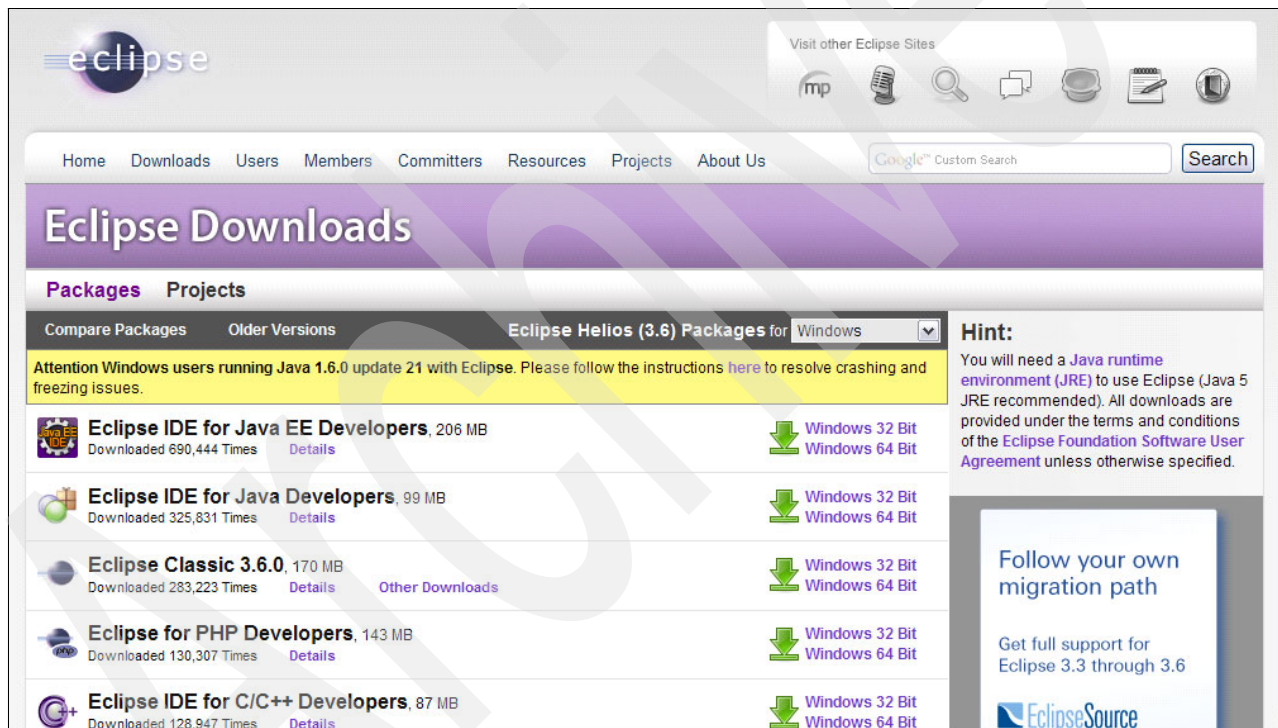 eclipse
Visit other Eclipse Sites
mp
Home Downloads Users Members Committers Resources Projects About Us
Google™ Custom Search
Search
Eclipse Downloads
Packages Projects
Compare Packages Older Versions Eclipse Helios (3.6) Packages for Windows
Attention Windows users running Java 1.6.0 update 21 with Eclipse. Please follow the instructions here to resolve crashing and
freezing issues.
Java EE
IDE
Eclipse IDE for Java EE Developers, 206 MB
Downloaded 690,444 Times Details
Windows 32 Bit
Windows 64 Bit
Eclipse IDE for Java Developers, 99 MB
Downloaded 325,831 Times Details
Windows 32 Bit
Windows 64 Bit
Eclipse Classic 3.6.0, 170 MB
Downloaded 283,223 Times Details Other Downloads
Windows 32 Bit
Windows 64 Bit
php
Eclipse for PHP Developers, 143 MB
Downloaded 130,307 Times Details
Windows 32 Bit
Windows 64 Bit
C++
Eclipse IDE for C/C++ Developers, 87 MB
Downloaded 128,947 Times Details
Windows 32 Bit
Windows 64 Bit
Hint:
You will need a Java runtime
environment (JRE) to use Eclipse (Java 5
JRE recommended). All downloads are
provided under the terms and conditions
of the Eclipse Foundation Software User
Agreement unless otherwise specified.
Follow your own
migration path
Get full support for
Eclipse 3.3 through 3.6
EclipseSource